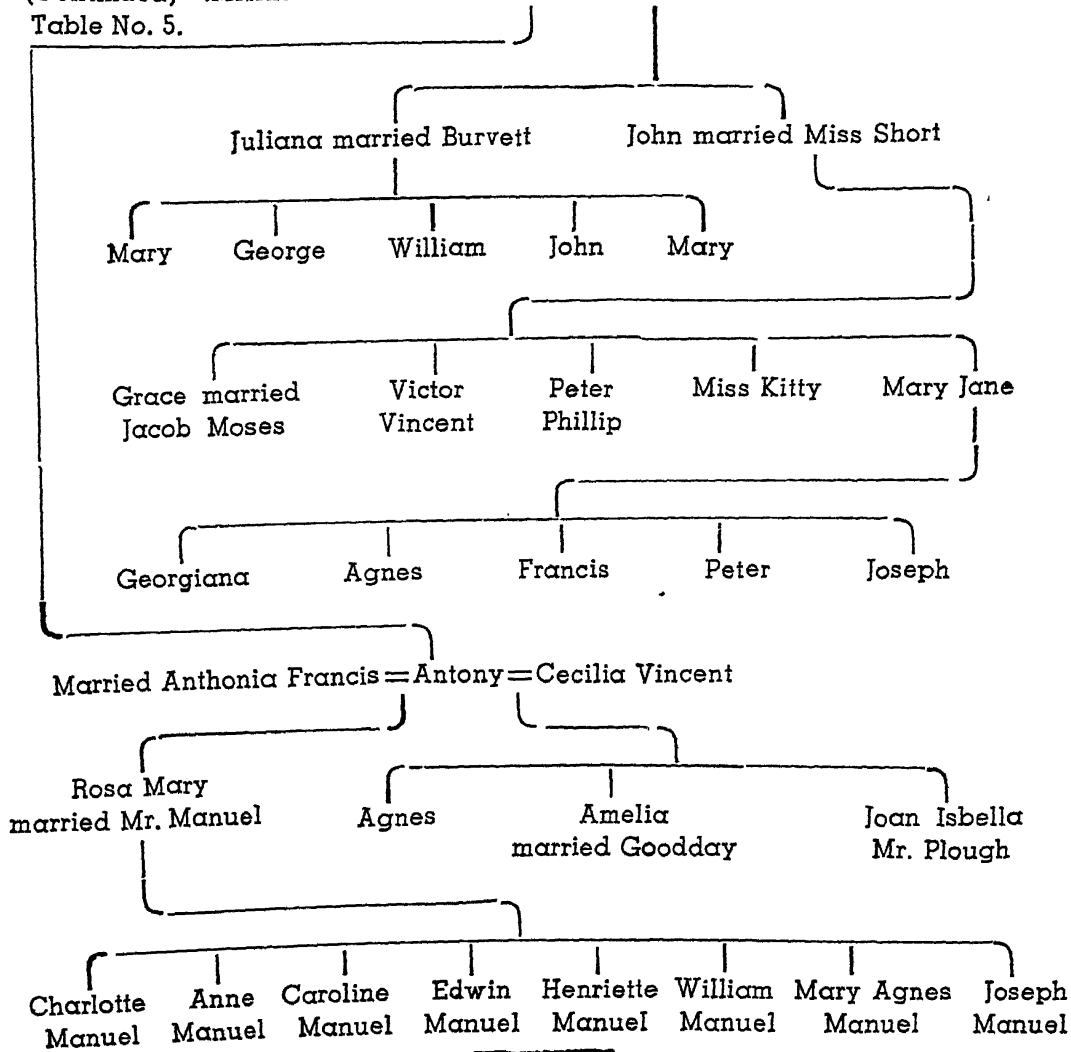 Table No. 5.
Juliana married Burvett John married Miss Short
Mary George William John Mary
Grace married Victor Peter Miss Kitty Mary Jane
Jacob Moses Vincent Phillip
Georgiana Agnes Francis Peter Joseph
Married Anthonia Francis = Antony = Cecilia Vincent
Rosa Mary
married Mr. Manuel
Agnes Amelia Joan Isbella
married Goodday Mr. Plough
Charlotte Anne Caroline Edwin Henriette William Mary Agnes Joseph
Manuel Manuel Manuel Manuel Manuel Manuel Manuel Manuel